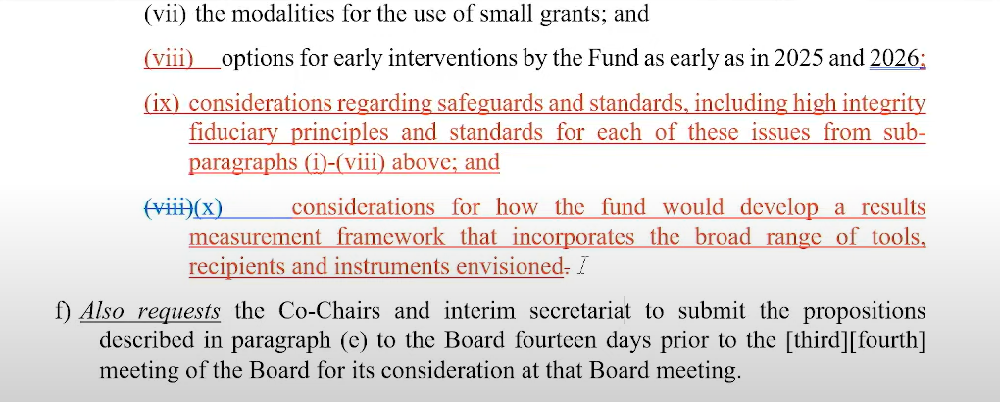 (vii) the modalities for the use of small grants; and
(viii) options for early interventions by the Fund as early as in 2025 and 2026;
(ix) considerations regarding safeguards and standards, including high integrity
fiduciary principles and standards for each of these issues from sub-
paragraphs (i)-(viii) above; and
(viii)(x) considerations for how the fund would develop a results
measurement framework that incorporates the broad range of tools,
recipients and instruments envisioned.
f) Also requests the Co-Chairs and interim secretariat to submit the propositions
described in paragraph (e) to the Board fourteen days prior to the [third][fourth]
meeting of the Board for its consideration at that Board meeting.